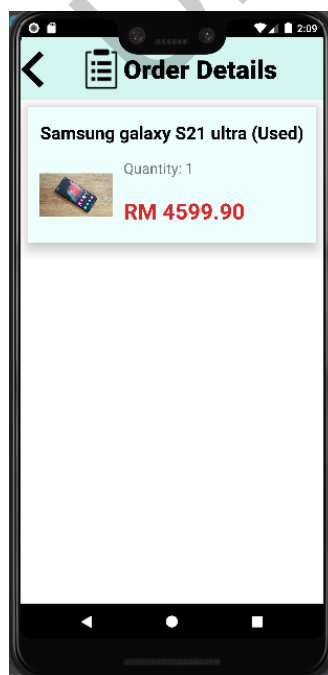 2:09
Order Details
Samsung galaxy S21 ultra (Used)
Quantity: 1
RM 4599.90